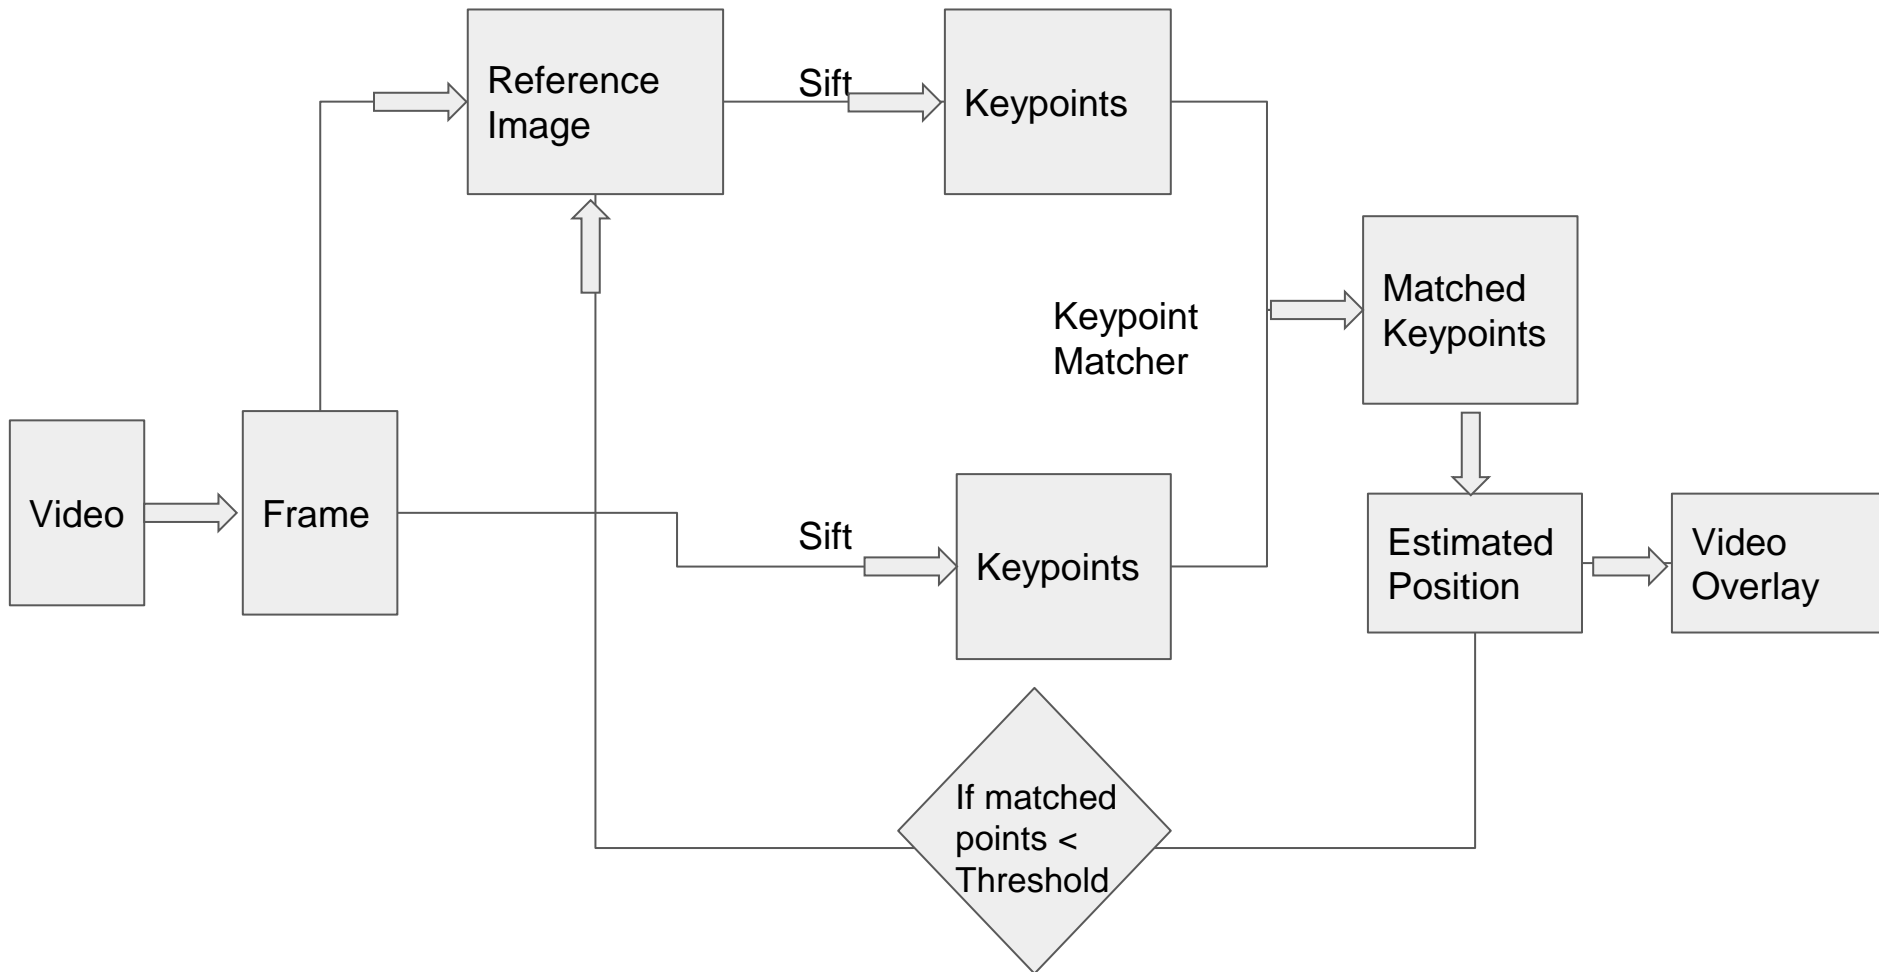 Reference
Image
Sift
Keypoints
Keypoint
Matcher
Matched
Keypoints
Video
Frame
Sift
Keypoints
Estimated
Position
Video
Overlay
If matched
points <
Threshold